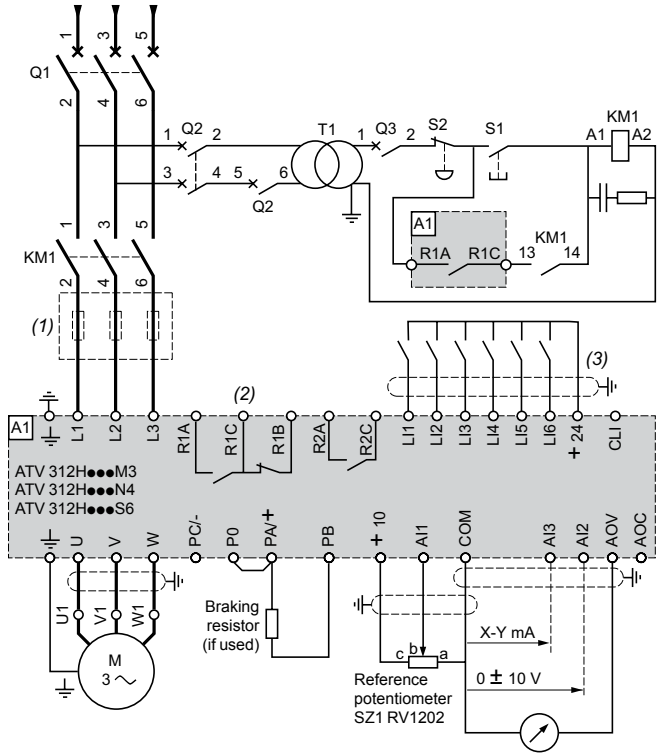 1 3 5
Q1
2 4 6
1 Q2 2
3 4 5 6
Q2
T1
1 Q3 2
S2
S1
KM1
A1 A2
A1
R1A R1C
13 KM1 14
1 3 5
KM1
2 4 6
(1)
(2)
(3)
A1
L1
L2
L3
R1A
R1C
R1B
R2A
R2C
LI1
LI2
LI3
LI4
LI5
LI6
+ 24
CLI
ATV 312H●●●M3
ATV 312H●●●N4
ATV 312H●●●S6
U
V
W
PC/-
P0
PA/+
PB
+ 10
AI1
COM
AI3
AI2
AOV
AOC
U1
V1
W1
M
3 ~
Braking
resistor
(if used)
c b a
Reference
potentiometer
SZ1 RV1202
X-Y mA
0 ± 10 V